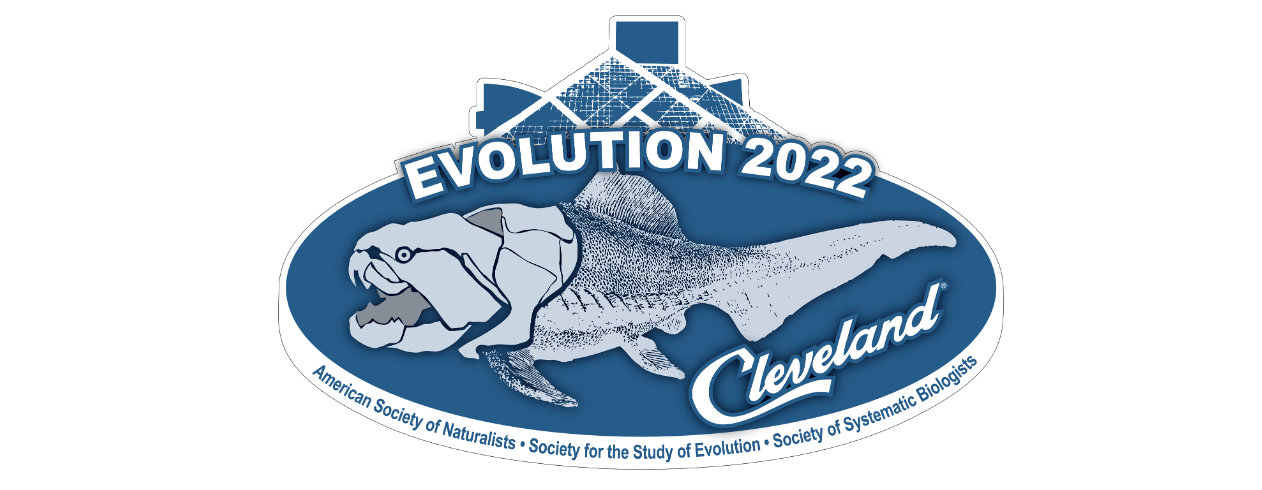 EVOLUTION 2022
Cleveland®
American Society of Naturalists • Society for the Study of Evolution • Society of Systematic Biologists